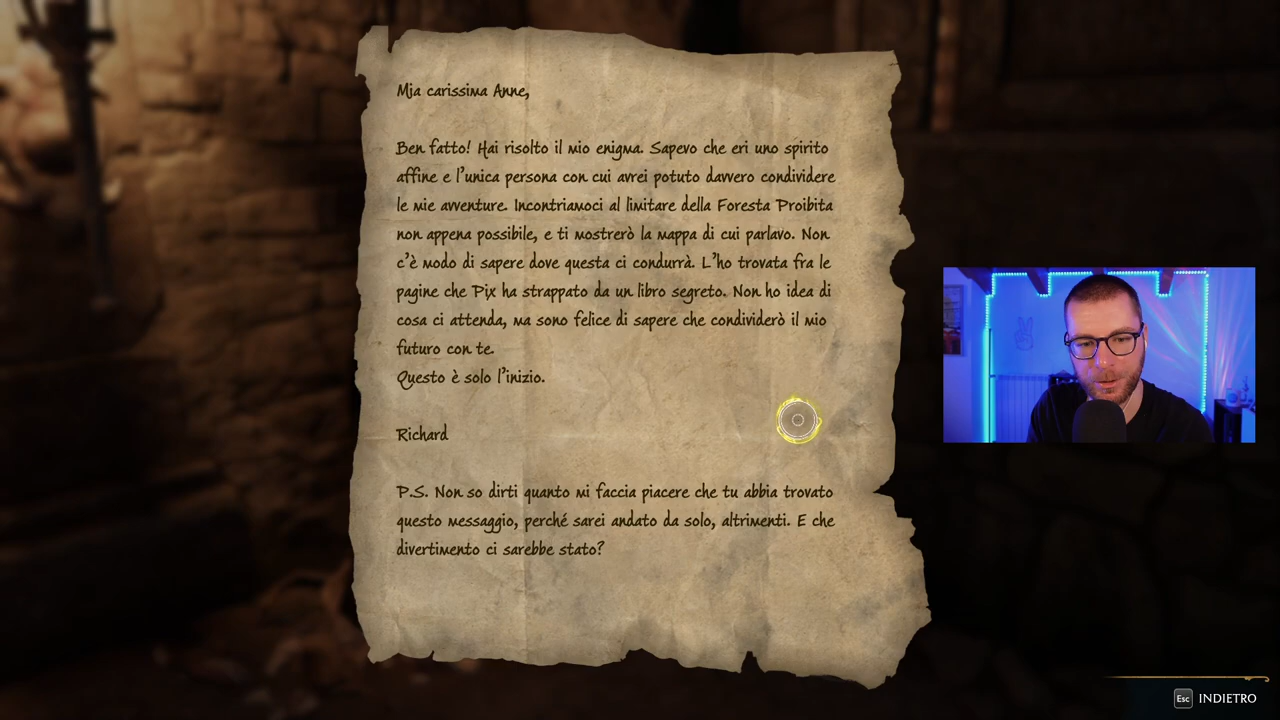 Mia carissima Anne,
Ben fatto! Hai risolto il mio enigma. Sapevo che eri uno spirito
affine e l'unica persona con cui avrei potuto davvero condividere
le mie avventure. Incontriamoci al limitare della Foresta Proibita
non appena possibile, e ti mostrerò la mappa di cui parlavo. Non
c'è modo di sapere dove questa ci condurrà. L'ho trovata fra le
pagine che Pix ha strappato da un libro segreto. Non ho idea di
cosa ci attenda, ma sono felice di sapere che condividerò il mio
futuro con te.
Questo è solo l'inizio.
Richard
P.S. Non so dirti quanto mi faccia piacere che tu abbia trovato
questo messaggio, perché sarei andato da solo, altrimenti. E che
divertimento ci sarebbe stato?
Esc INDIETRO